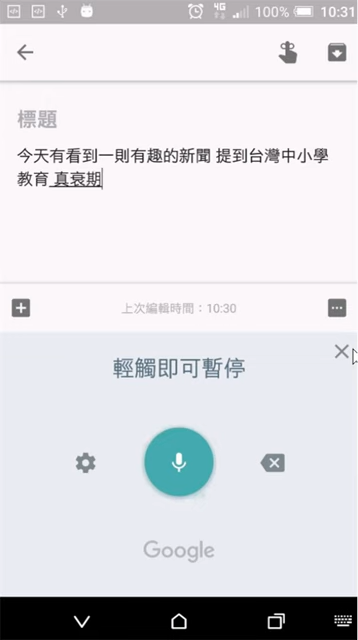 100% 10:31
4G
標題
今天有看到一則有趣的新聞 提到台灣中小學
教育 真衰期
上次編輯時間：10:30
輕觸即可暫停
Google